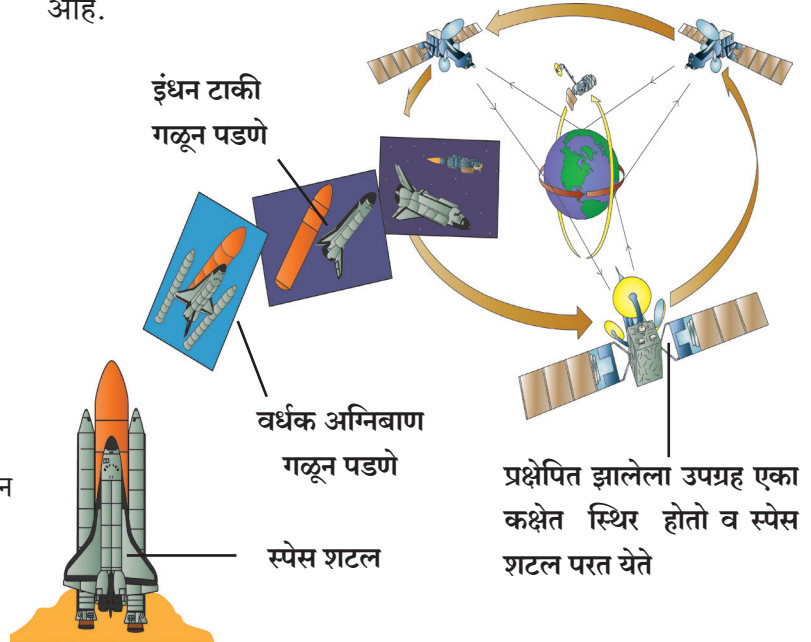 आहे.
इंधन टाकी
गळून पडणे
वर्धक अग्निबाण
गळून पडणे
न
स्पेस शटल
प्रक्षेपित झालेला उपग्रह एका
कक्षेत स्थिर होतो व स्पेस
शटल परत येते